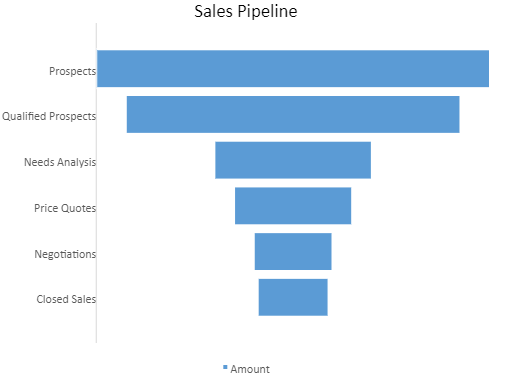 Sales Pipeline
Prospects
Qualified Prospects
Needs Analysis
Price Quotes
Negotiations
Closed Sales
Amount